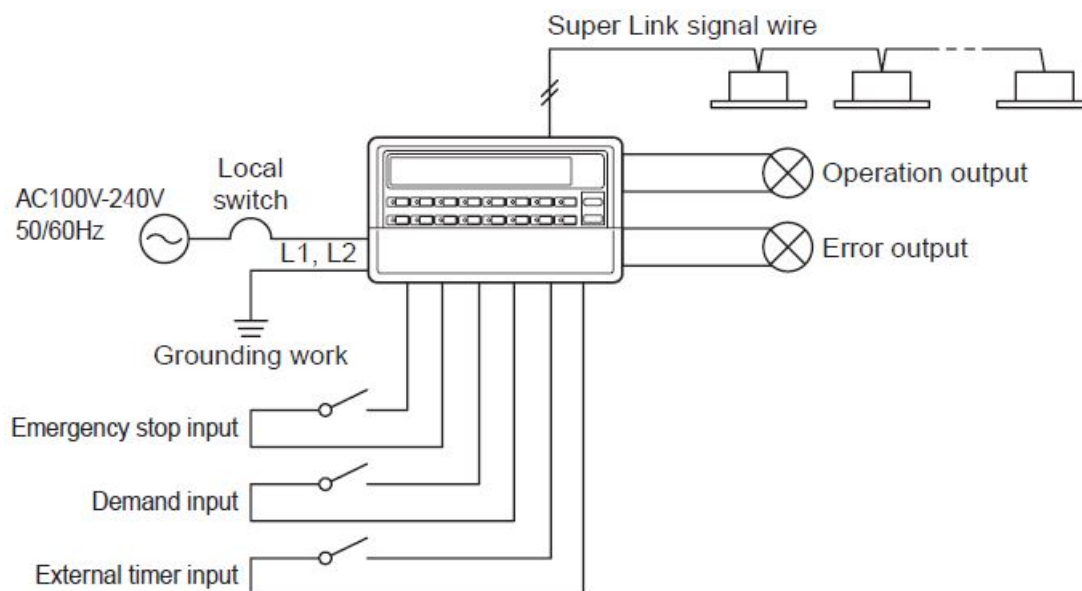 Super Link signal wire
Local
switch
AC100V-240V
50/60Hz
L1, L2
Operation output
Error output
Grounding work
Emergency stop input
Demand input
External timer input